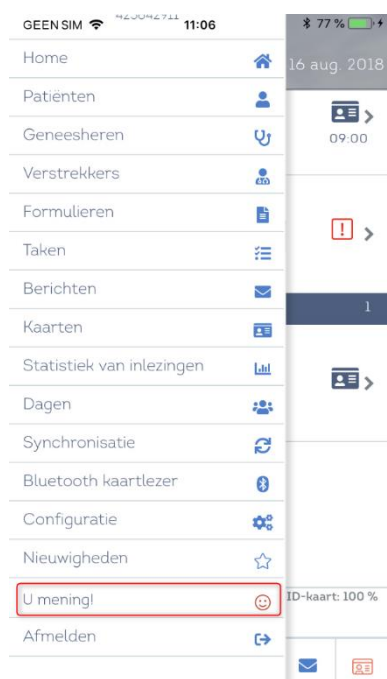 GEEN SIM 11:06 77 %
Home
16 aug. 2018
Patiënten
Geneesheren
09:00
Verstrekkers
Formulieren
Taken
Berichten
1
Kaarten
Statistiek van inlezingen
Dagen
Synchronisatie
Bluetooth kaartlezer
Configuratie
Nieuwigheden
U mening!
ID-kaart: 100 %
Afmelden